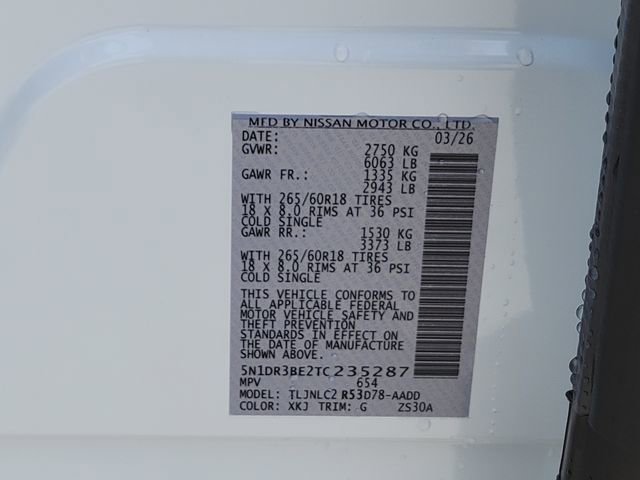 MFD BY NISSAN MOTOR CO., LTD.
DATE: 03/26
GVWR: 2750 KG
6063 LB
GAWR FR.: 1335 KG
2943 LB
WITH 265/60R18 TIRES
18 X 8.0 RIMS AT 36 PSI
COLD SINGLE
GAWR RR.: 1530 KG
3373 LB
WITH 265/60R18 TIRES
18 X 8.0 RIMS AT 36 PSI
COLD SINGLE
THIS VEHICLE CONFORMS TO
ALL APPLICABLE FEDERAL
MOTOR VEHICLE SAFETY AND
THEFT PREVENTION
STANDARDS IN EFFECT ON
THE DATE OF MANUFACTURE
SHOWN ABOVE.
5N1DR3BE2TC235287
MPV 654
MODEL: TLJNLC2 R53D78-AADD
COLOR: XKJ TRIM: G ZS30A